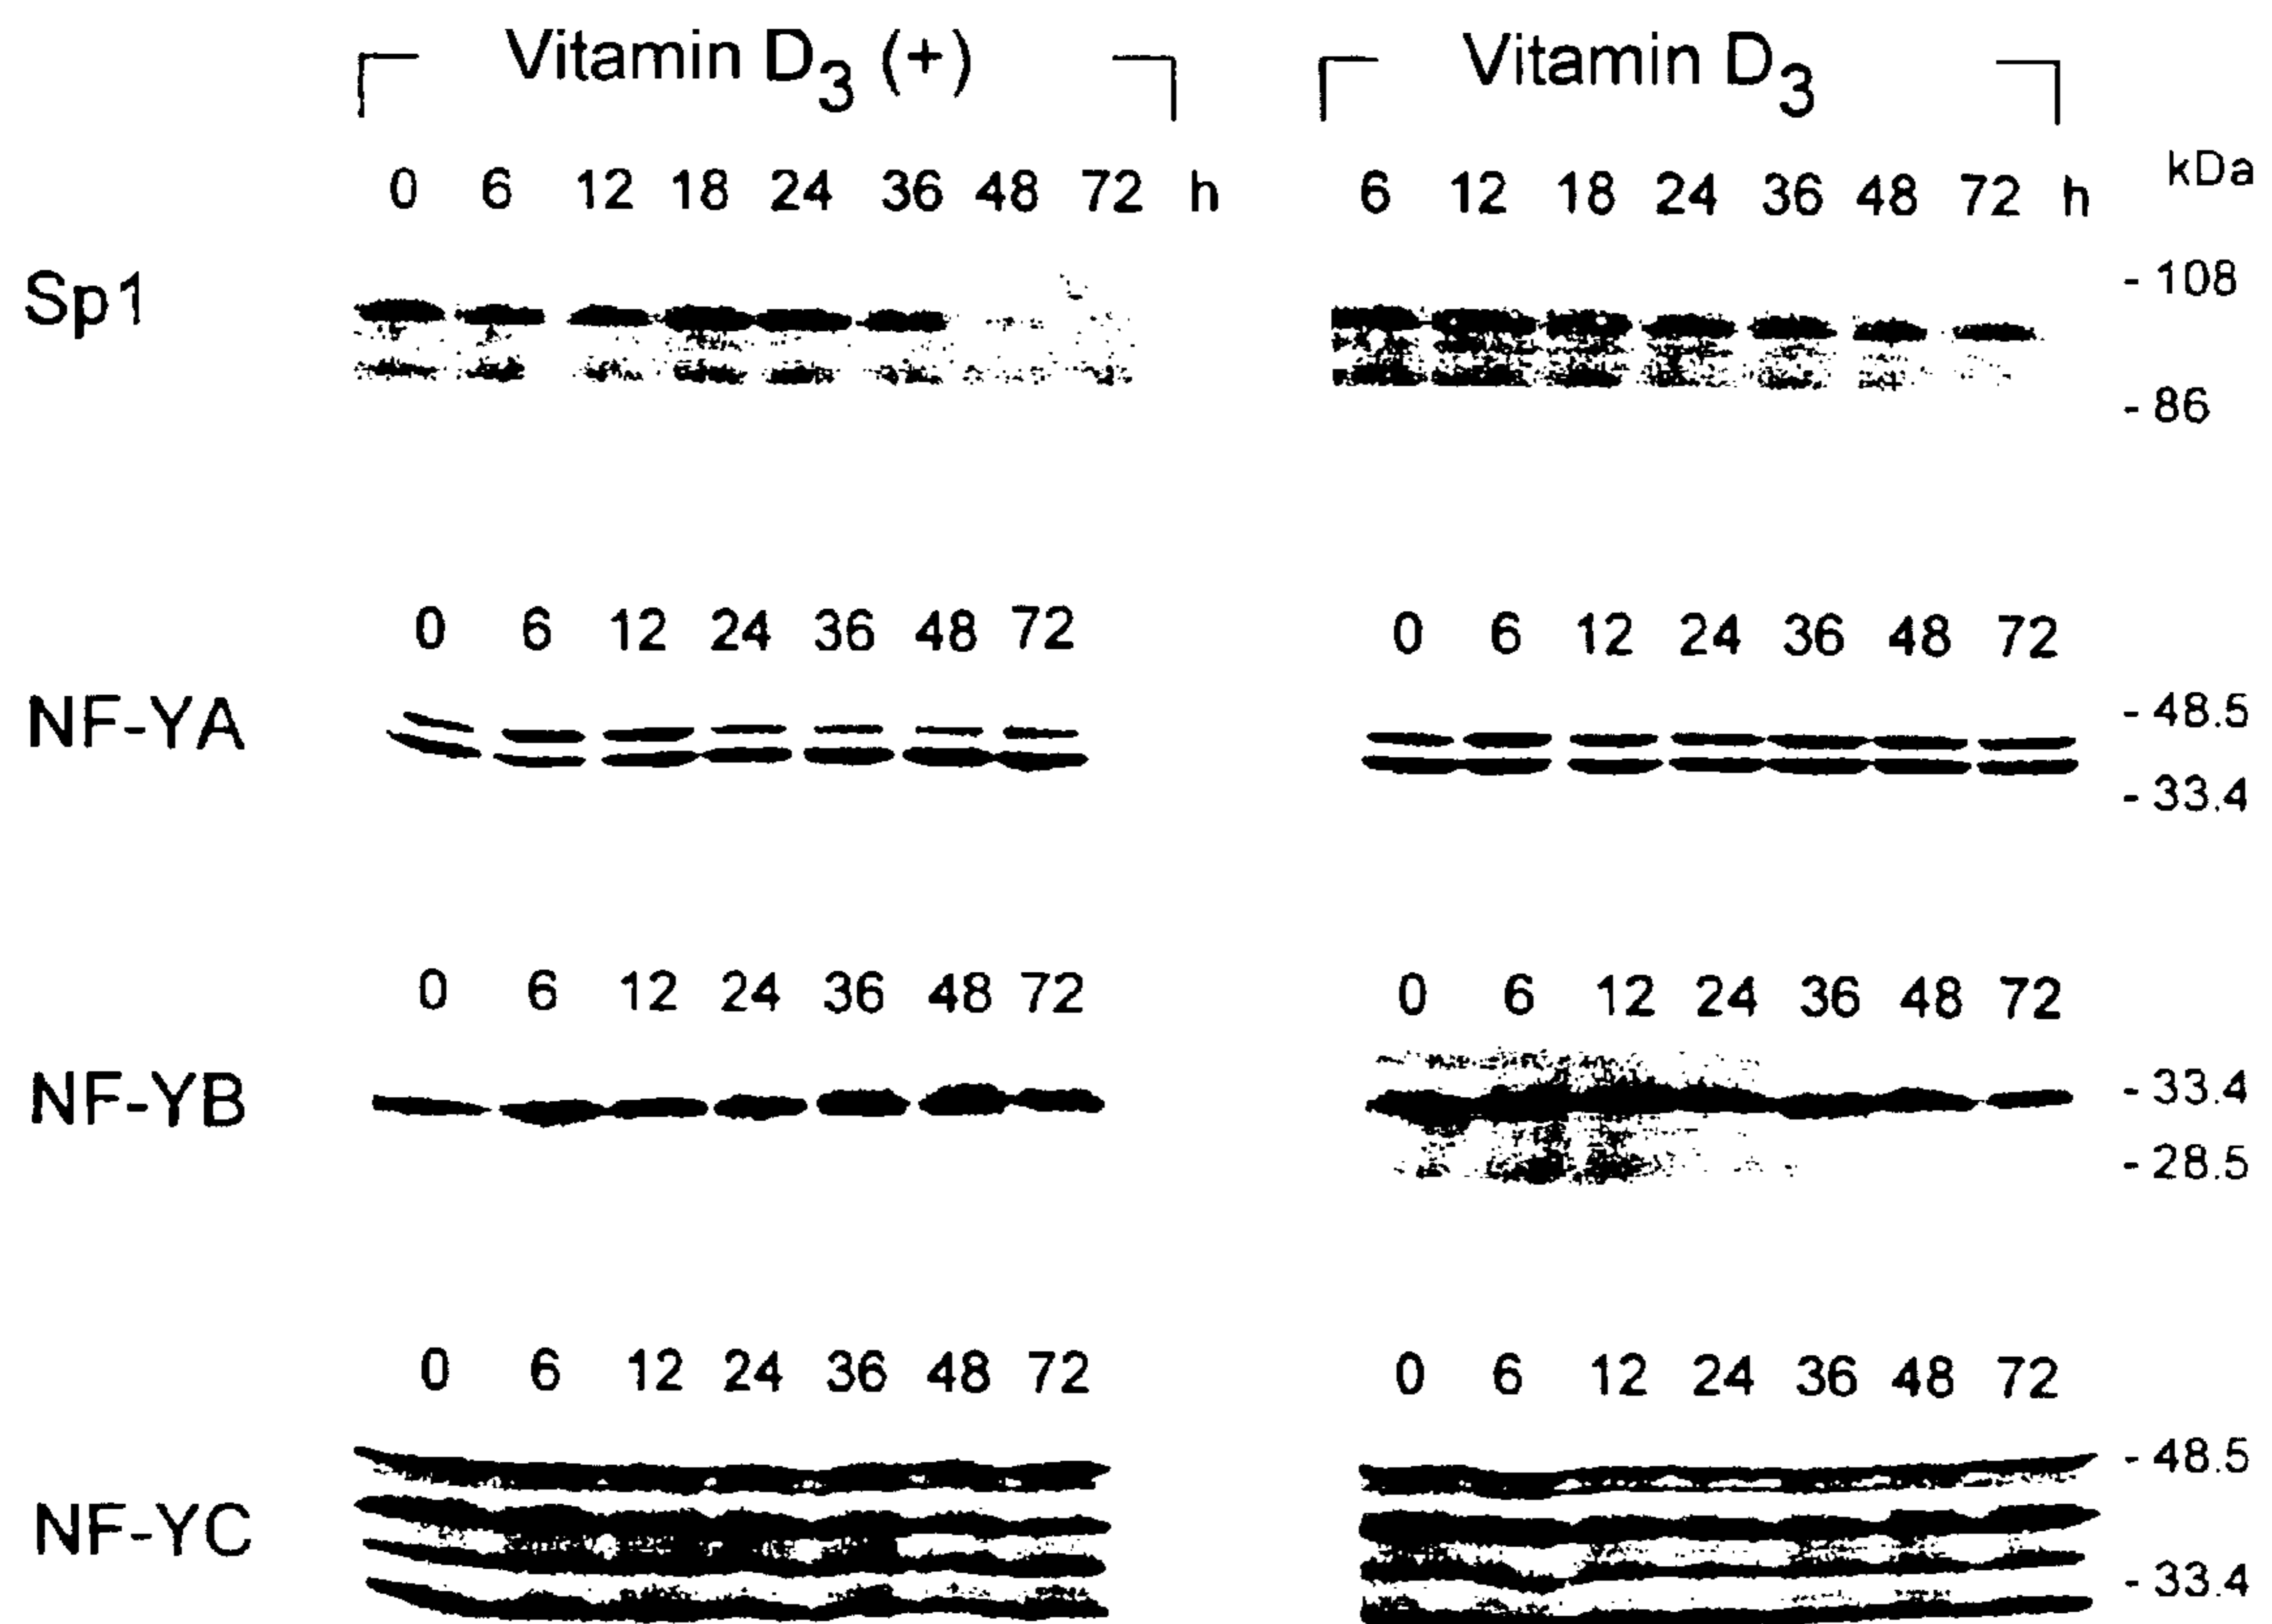 Vitamin D3 (+) Vitamin D3
0 6 12 18 24 36 48 72 h 6 12 18 24 36 48 72 h kDa
Sp1 - 108
- 86
0 6 12 24 36 48 72 0 6 12 24 36 48 72
NF-YA - 48.5
- 33.4
0 6 12 24 36 48 72 0 6 12 24 36 48 72
NF-YB - 33.4
- 28.5
0 6 12 24 36 48 72 0 6 12 24 36 48 72
- 48.5
NF-YC
- 33.4